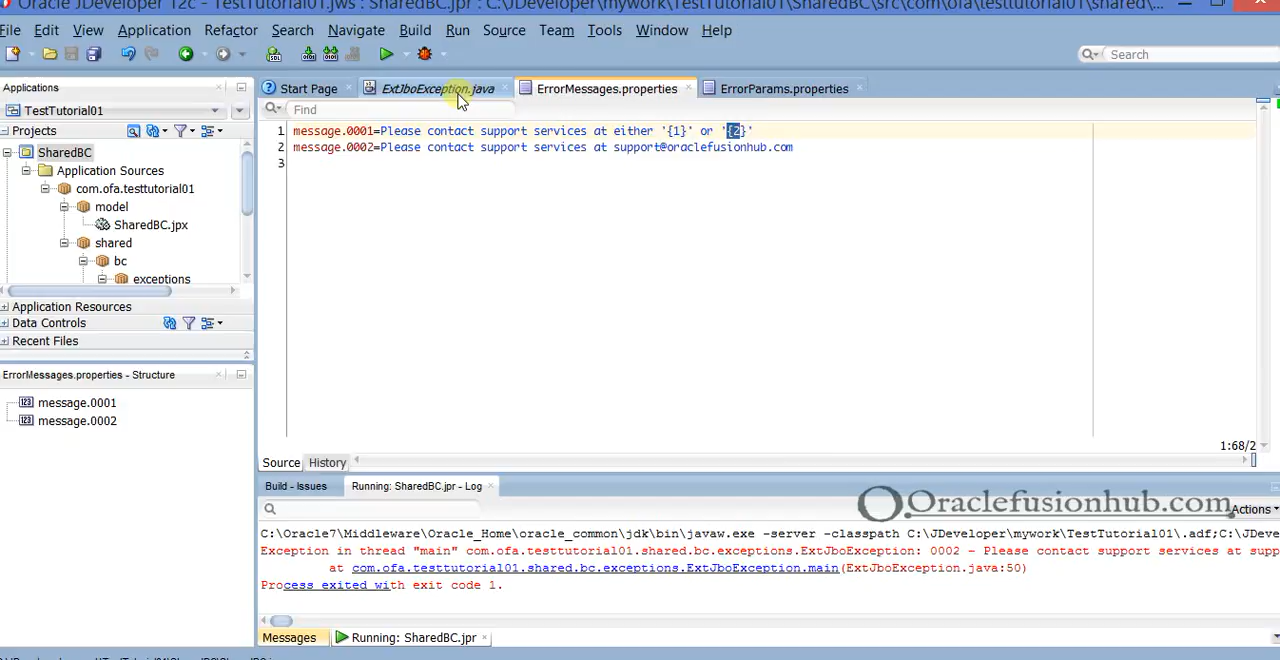 Oracle JDeveloper 12c - TestTutorial01.jws : SharedBC.jpr : C:\JDeveloper\mywork\TestTutorial01\SharedBC\src\com\ofa\testtutorial01\shared\
File Edit View Application Refactor Search Navigate Build Run Source Team Tools Window Help
Search
Applications
Start Page ExtJboException.java ErrorMessages.properties ErrorParams.properties
TestTutorial01
Find
Projects
1 message.0001=Please contact support services at either '{1}' or '{2}'
2 message.0002=Please contact support services at support@oraclefusionhub.com
3
SharedBC
Application Sources
com.ofa.testtutorial01
model
SharedBC.jpx
shared
bc
exceptions
Application Resources
Data Controls
Recent Files
ErrorMessages.properties - Structure
message.0001
message.0002
1:68/2
Source History
Build - Issues Running: SharedBC.jpr - Log
Oraclefusionhub.com
Actions
C:\Oracle7\Middleware\Oracle_Home\oracle_common\jdk\bin\javaw.exe -server -classpath C:\JDeveloper\mywork\TestTutorial01\.adf;C:\JDe
Exception in thread "main" com.ofa.testtutorial01.shared.bc.exceptions.ExtJboException: 0002 - Please contact support services at supp
at com.ofa.testtutorial01.shared.bc.exceptions.ExtJboException.main(ExtJboException.java:50)
Process exited with exit code 1.
Messages Running: SharedBC.jpr